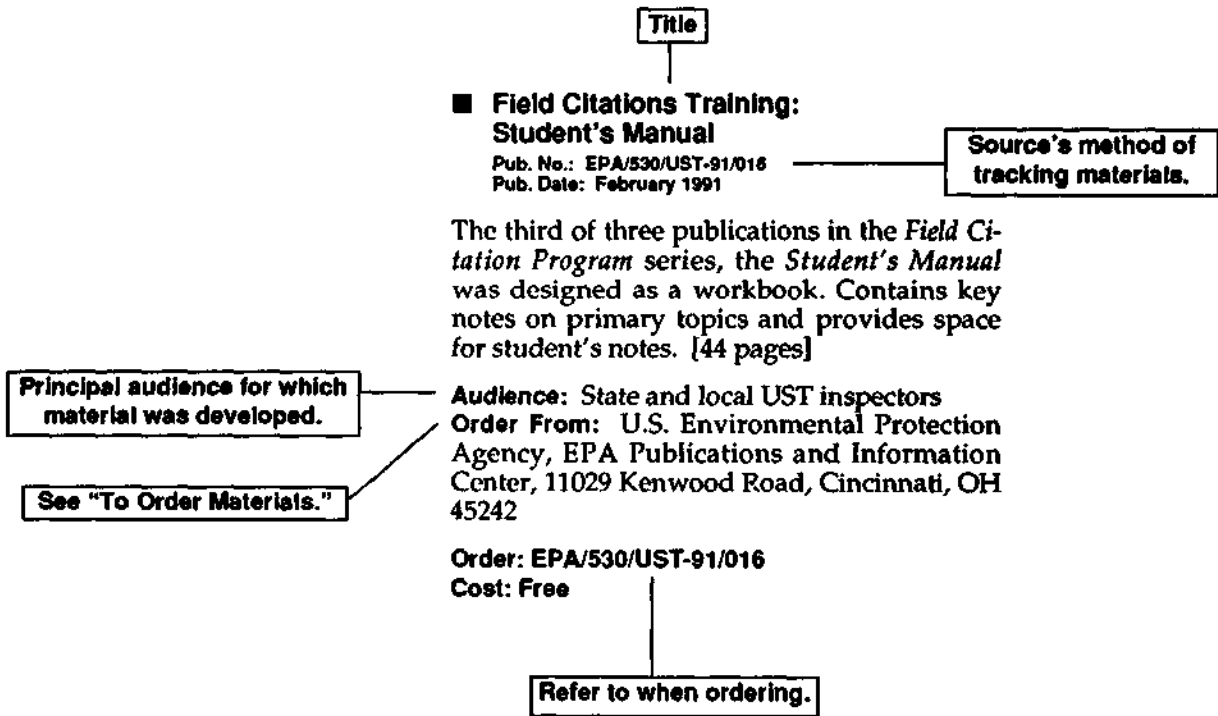 Title
■ Field Citations Training:
Student's Manual
Pub. No.: EPA/530/UST-91/016
Pub. Date: February 1991
Source's method of
tracking materials.
The third of three publications in the Field Ci-
tation Program series, the Student's Manual
was designed as a workbook. Contains key
notes on primary topics and provides space
for student's notes. [44 pages]
Principal audience for which
material was developed.
Audience: State and local UST inspectors
Order From: U.S. Environmental Protection
Agency, EPA Publications and Information
Center, 11029 Kenwood Road, Cincinnati, OH
45242
See "To Order Materials."
Order: EPA/530/UST-91/016
Cost: Free
Refer to when ordering.